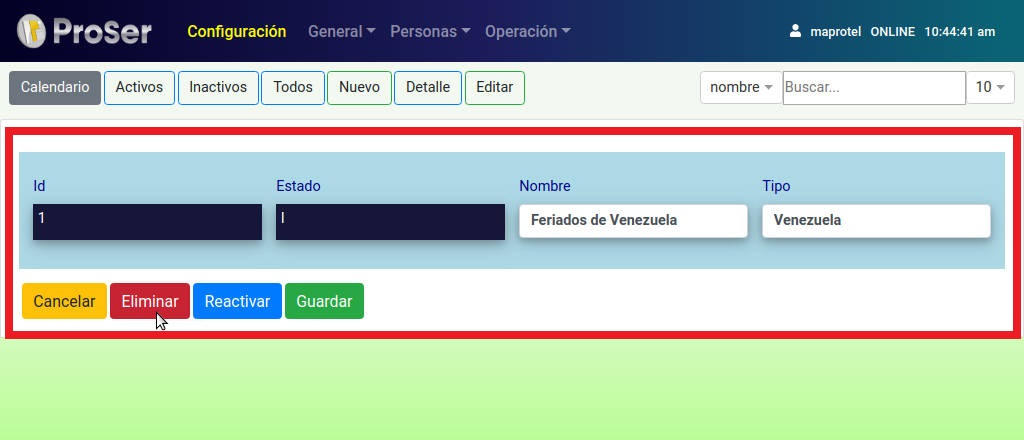 ProSer Configuración General Personas Operación maprotel ONLINE 10:44:41 am
Calendario Activos Inactivos Todos Nuevo Detalle Editar nombre Buscar... 10
Id Estado Nombre Tipo
1 I Feriados de Venezuela Venezuela
Cancelar Eliminar Reactivar Guardar